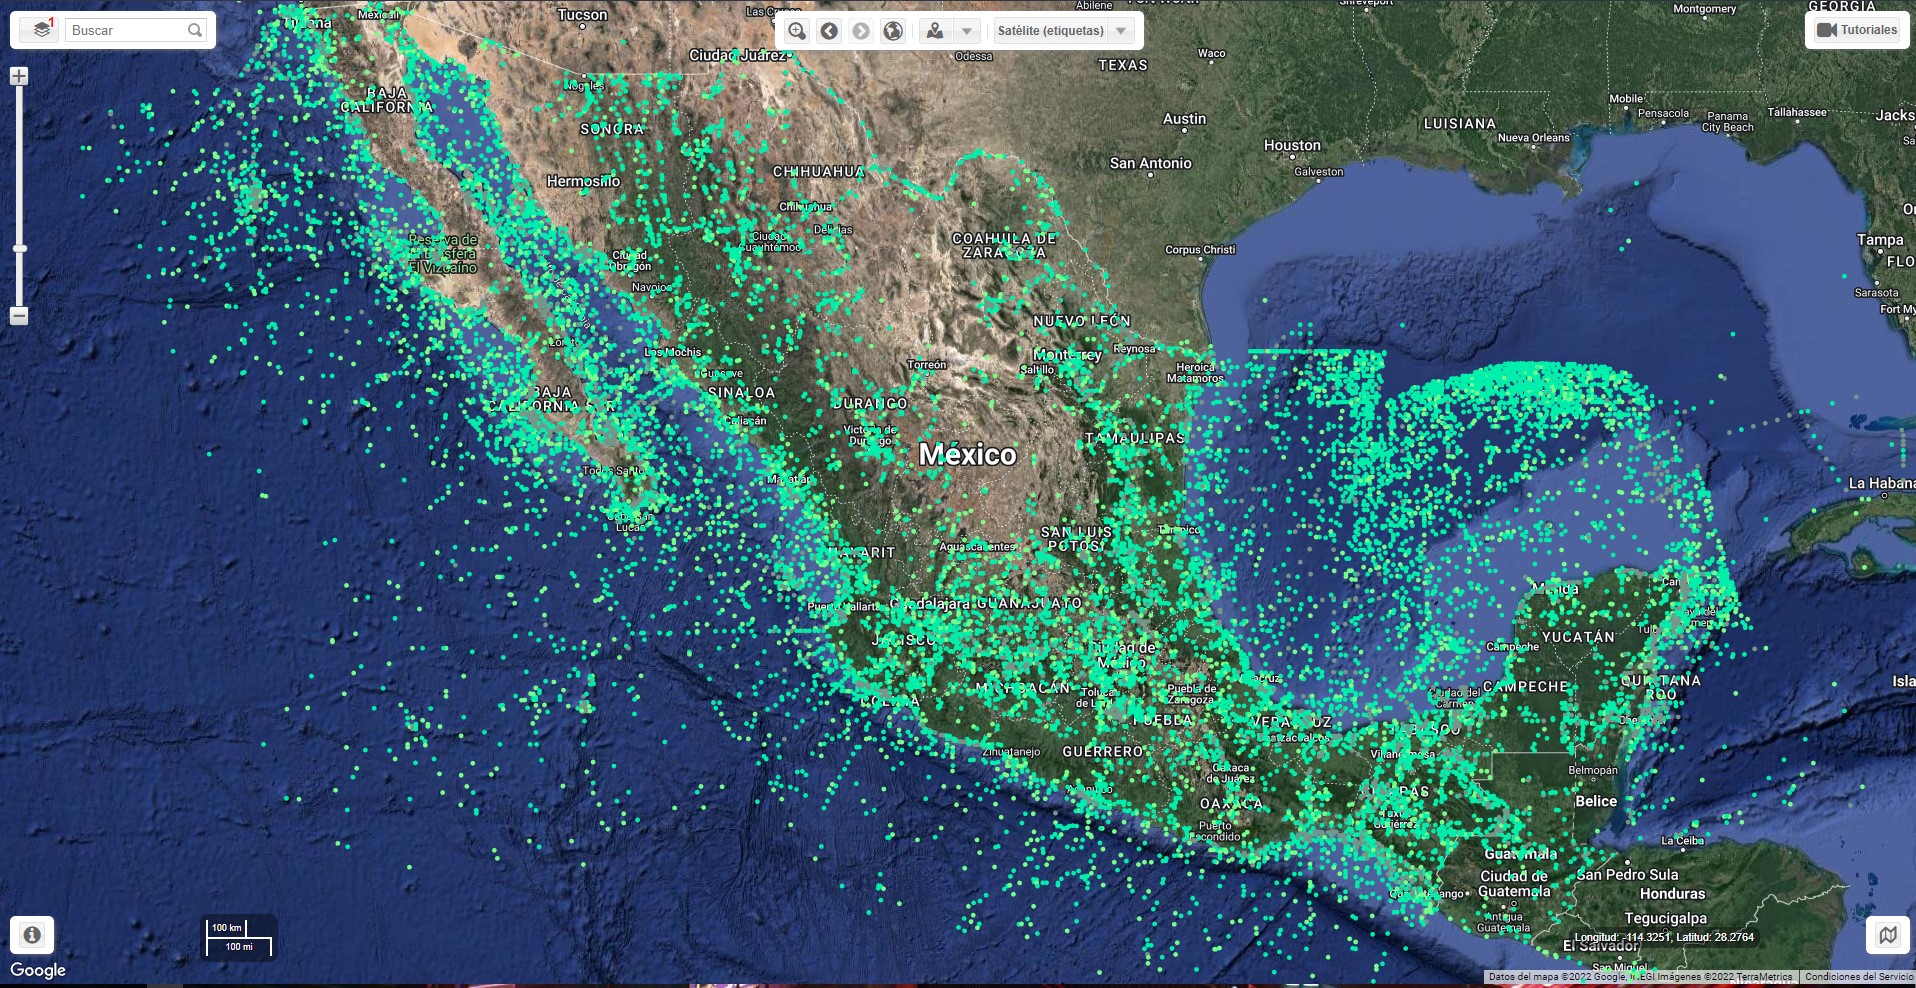 Mexicali
Tucson
Las Cruces
Abilene
Fort Worth
Shreveport
Montgomery
GEORGIA
1
Buscar
Satélite (etiquetas)
Tutoriales
Ciudad Juárez
Odessa
TEXAS
Waco
Nogales
BAJA
CALIFORNIA
Mobile
Pensacola
Panama
City Beach
Tallahassee
Jacks
SONORA
Austin
LUISIANA
Nueva Orleans
Houston
San Antonio
Galveston
CHIHUAHUA
Hermosillo
Chihuahua
Delicias
Ciudad
Cuauhtémoc
Reserva de
la Biosfera
El Vizcaíno
COAHUILA DE
ZARAGOZA
Corpus Christi
Tampa
FLO
Ciudad
Obregón
Navojoa
Sarasota
Fort My
NUEVO LEÓN
Loreto
Los Mochis
Guasave
Monterrey
Reynosa
Saltillo
Torreón
Heroica
Matamoros
BAJA
CALIFORNIA SUR
SINALOA
Culiacán
DURANGO
Victoria de
Durango
TAMAULIPAS
México
Todos Santos
Mazatlán
La Habana
Cabo San
Lucas
Tampico
SAN LUIS
POTOSÍ
NAYARIT
Aguascalientes
Puerto Vallarta
Guadalajara
GUANAJUATO
Mérida
Can
Playa del
Carmen
Tulum
JALISCO
Ciudad de
México
YUCATÁN
Campeche
MICHOACÁN
Toluca
de Lerdo
Puebla de
Zaragoza
Veracruz
Ciudad del
Carmen
CAMPECHE
QUINTANA
ROO
Isla
COLIMA
PUEBLA
VERACRUZ
Coatzacoalcos
TABASCO
Chetumal
Zihuatanejo
GUERRERO
Villahermosa
Oaxaca
de Juárez
Belmopán
Acapulco
OAXACA
CHIAPAS
Tuxtla
Gutiérrez
Belice
Puerto
Escondido
La Ceiba
Guatemala
Ciudad de
Guatemala
San Pedro Sula
Honduras
Quetzaltenango
Antigua
Guatemala
Tegucigalpa
El Salvador
San Miguel
Longitud: -114.3251, Latitud: 28.2764
100 km
100 mi
Google
Datos del mapa ©2022 Google, INEGI Imágenes ©2022 TerraMetrics
Condiciones del Servicio